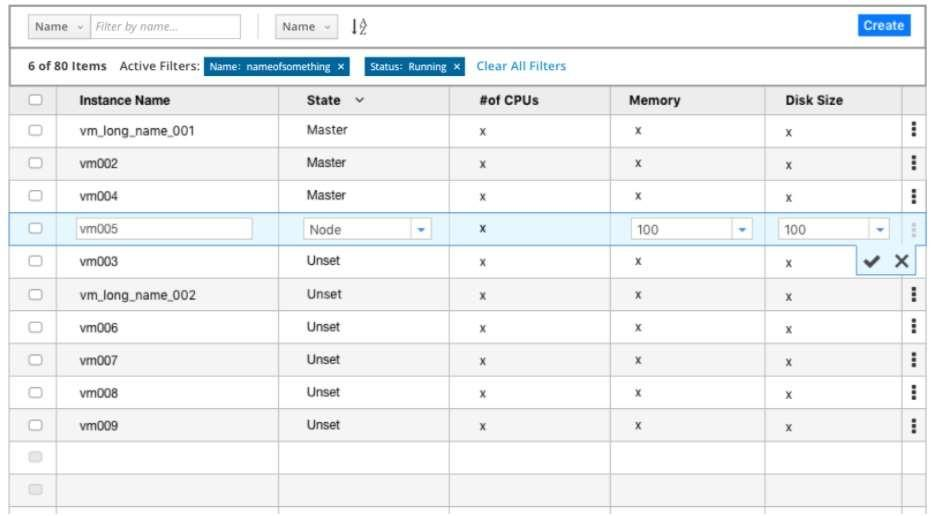 Name Filter by name... Name Create
6 of 80 Items Active Filters: Name: nameofsomething × Status: Running × Clear All Filters
Instance Name State #of CPUs Memory Disk Size
vm_long_name_001 Master x x x
vm002 Master x x x
vm004 Master x x x
vm005 Node x 100 100
vm003 Unset x x x
vm_long_name_002 Unset x x x
vm006 Unset x x x
vm007 Unset x x x
vm008 Unset x x x
vm009 Unset x x x